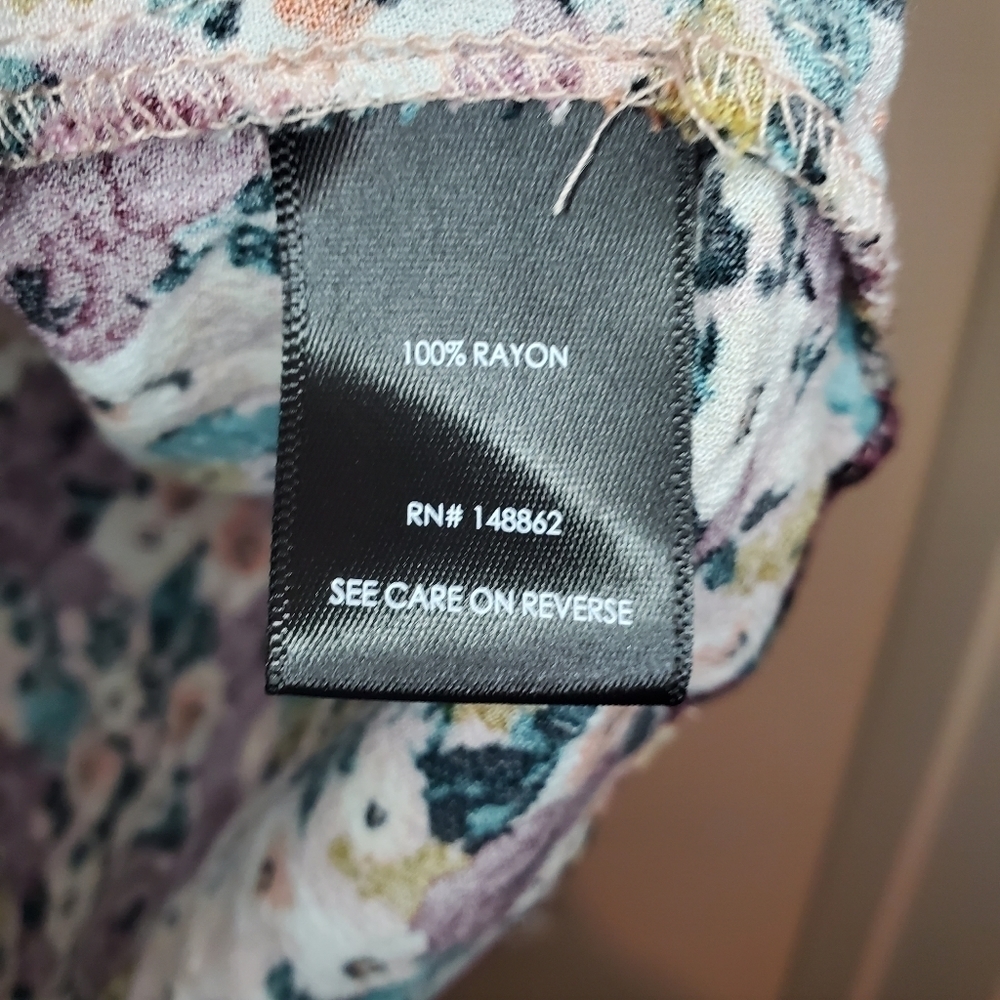 100% RAYON
RN# 148862
SEE CARE ON REVERSE